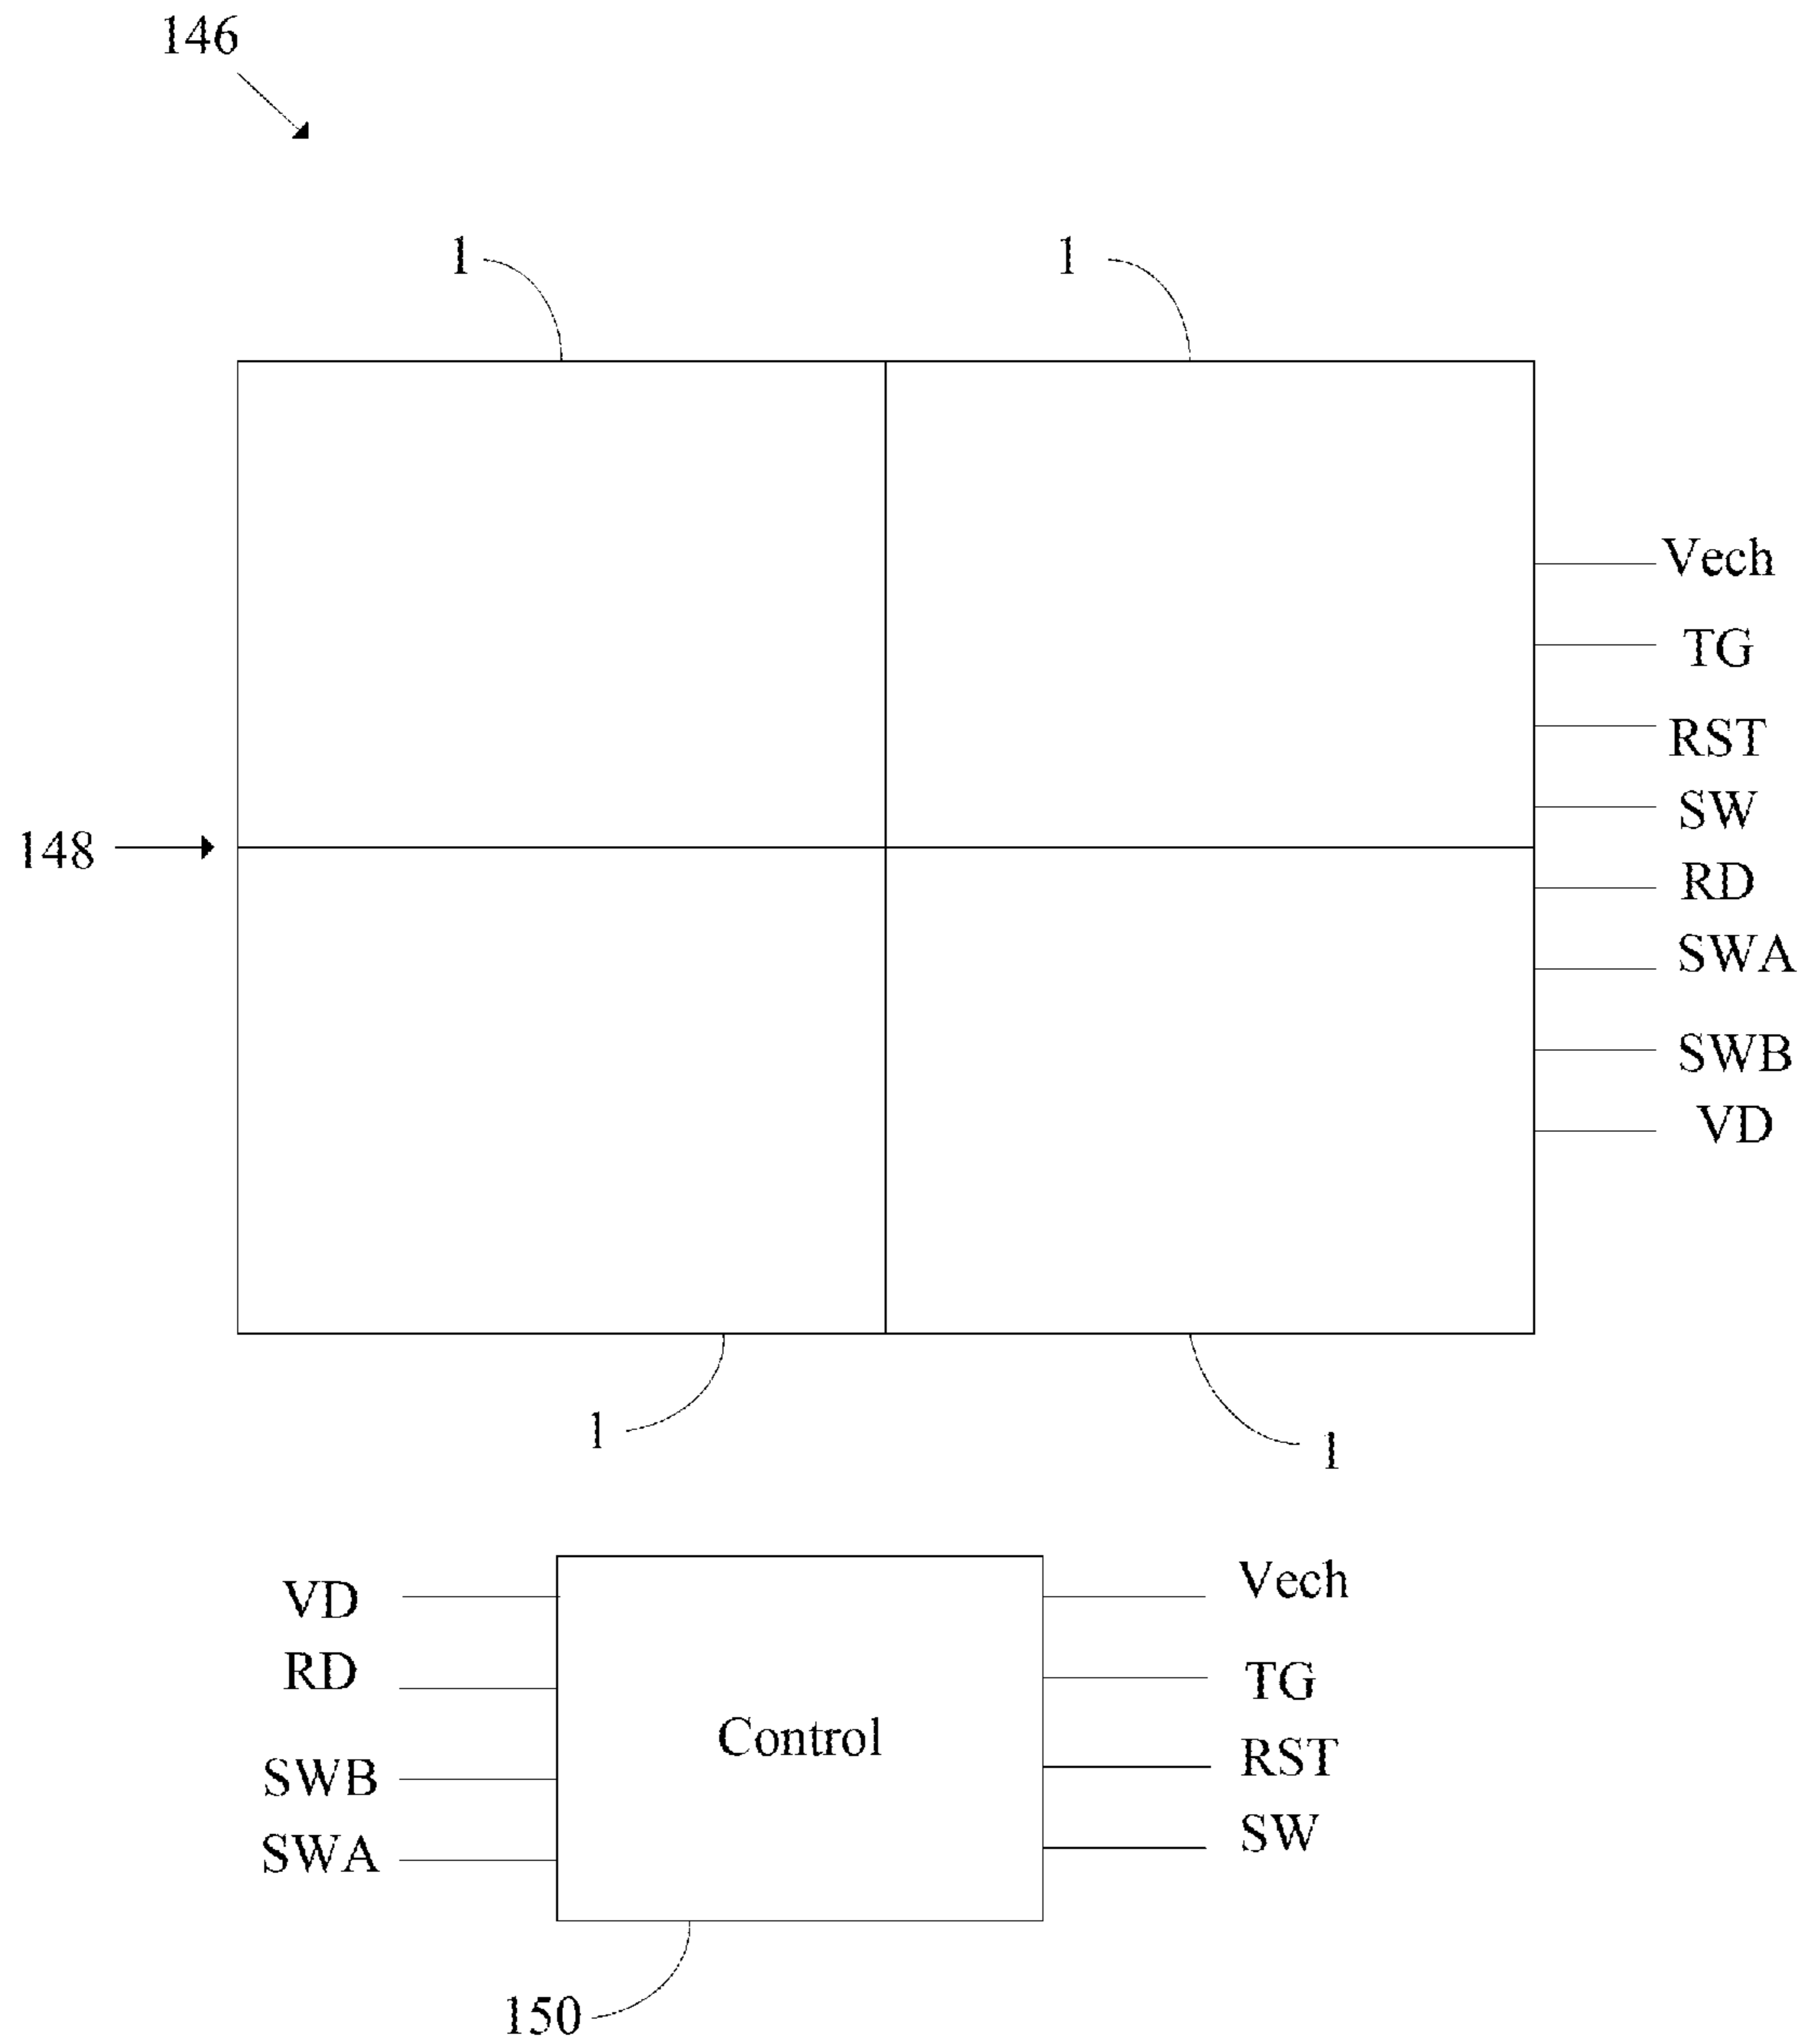 146
1 1
Vech
TG
RST
SW
148
RD
SWA
SWB
VD
1 1
VD Vech
RD TG
Control
SWB RST
SWA SW
150